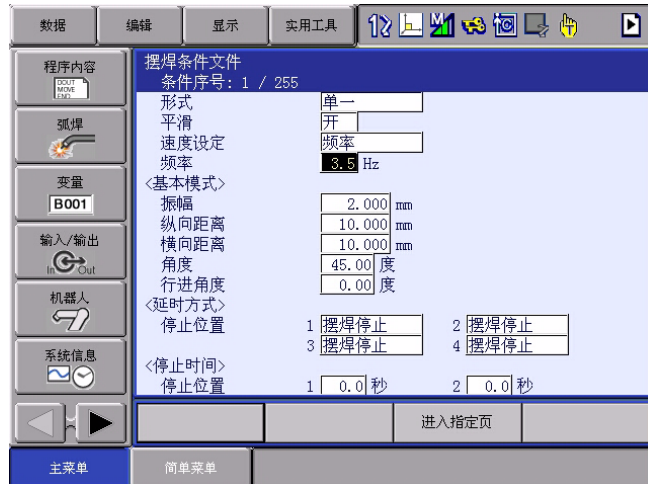 数据 编辑 显示 实用工具
程序内容
DOUT
MOVE
END
弧焊
变量
B001
输入/输出
In Out
机器人
系统信息
摆焊条件文件
条件序号: 1 / 255
形式 单一
平滑 开
速度设定 频率
频率 3.5 Hz
<基本模式>
振幅 2.000 mm
纵向距离 10.000 mm
横向距离 10.000 mm
角度 45.00 度
行进角度 0.00 度
<延时方式>
停止位置 1 摆焊停止 2 摆焊停止
3 摆焊停止 4 摆焊停止
<停止时间>
停止位置 1 0.0 秒 2 0.0 秒
进入指定页
主菜单 简单菜单